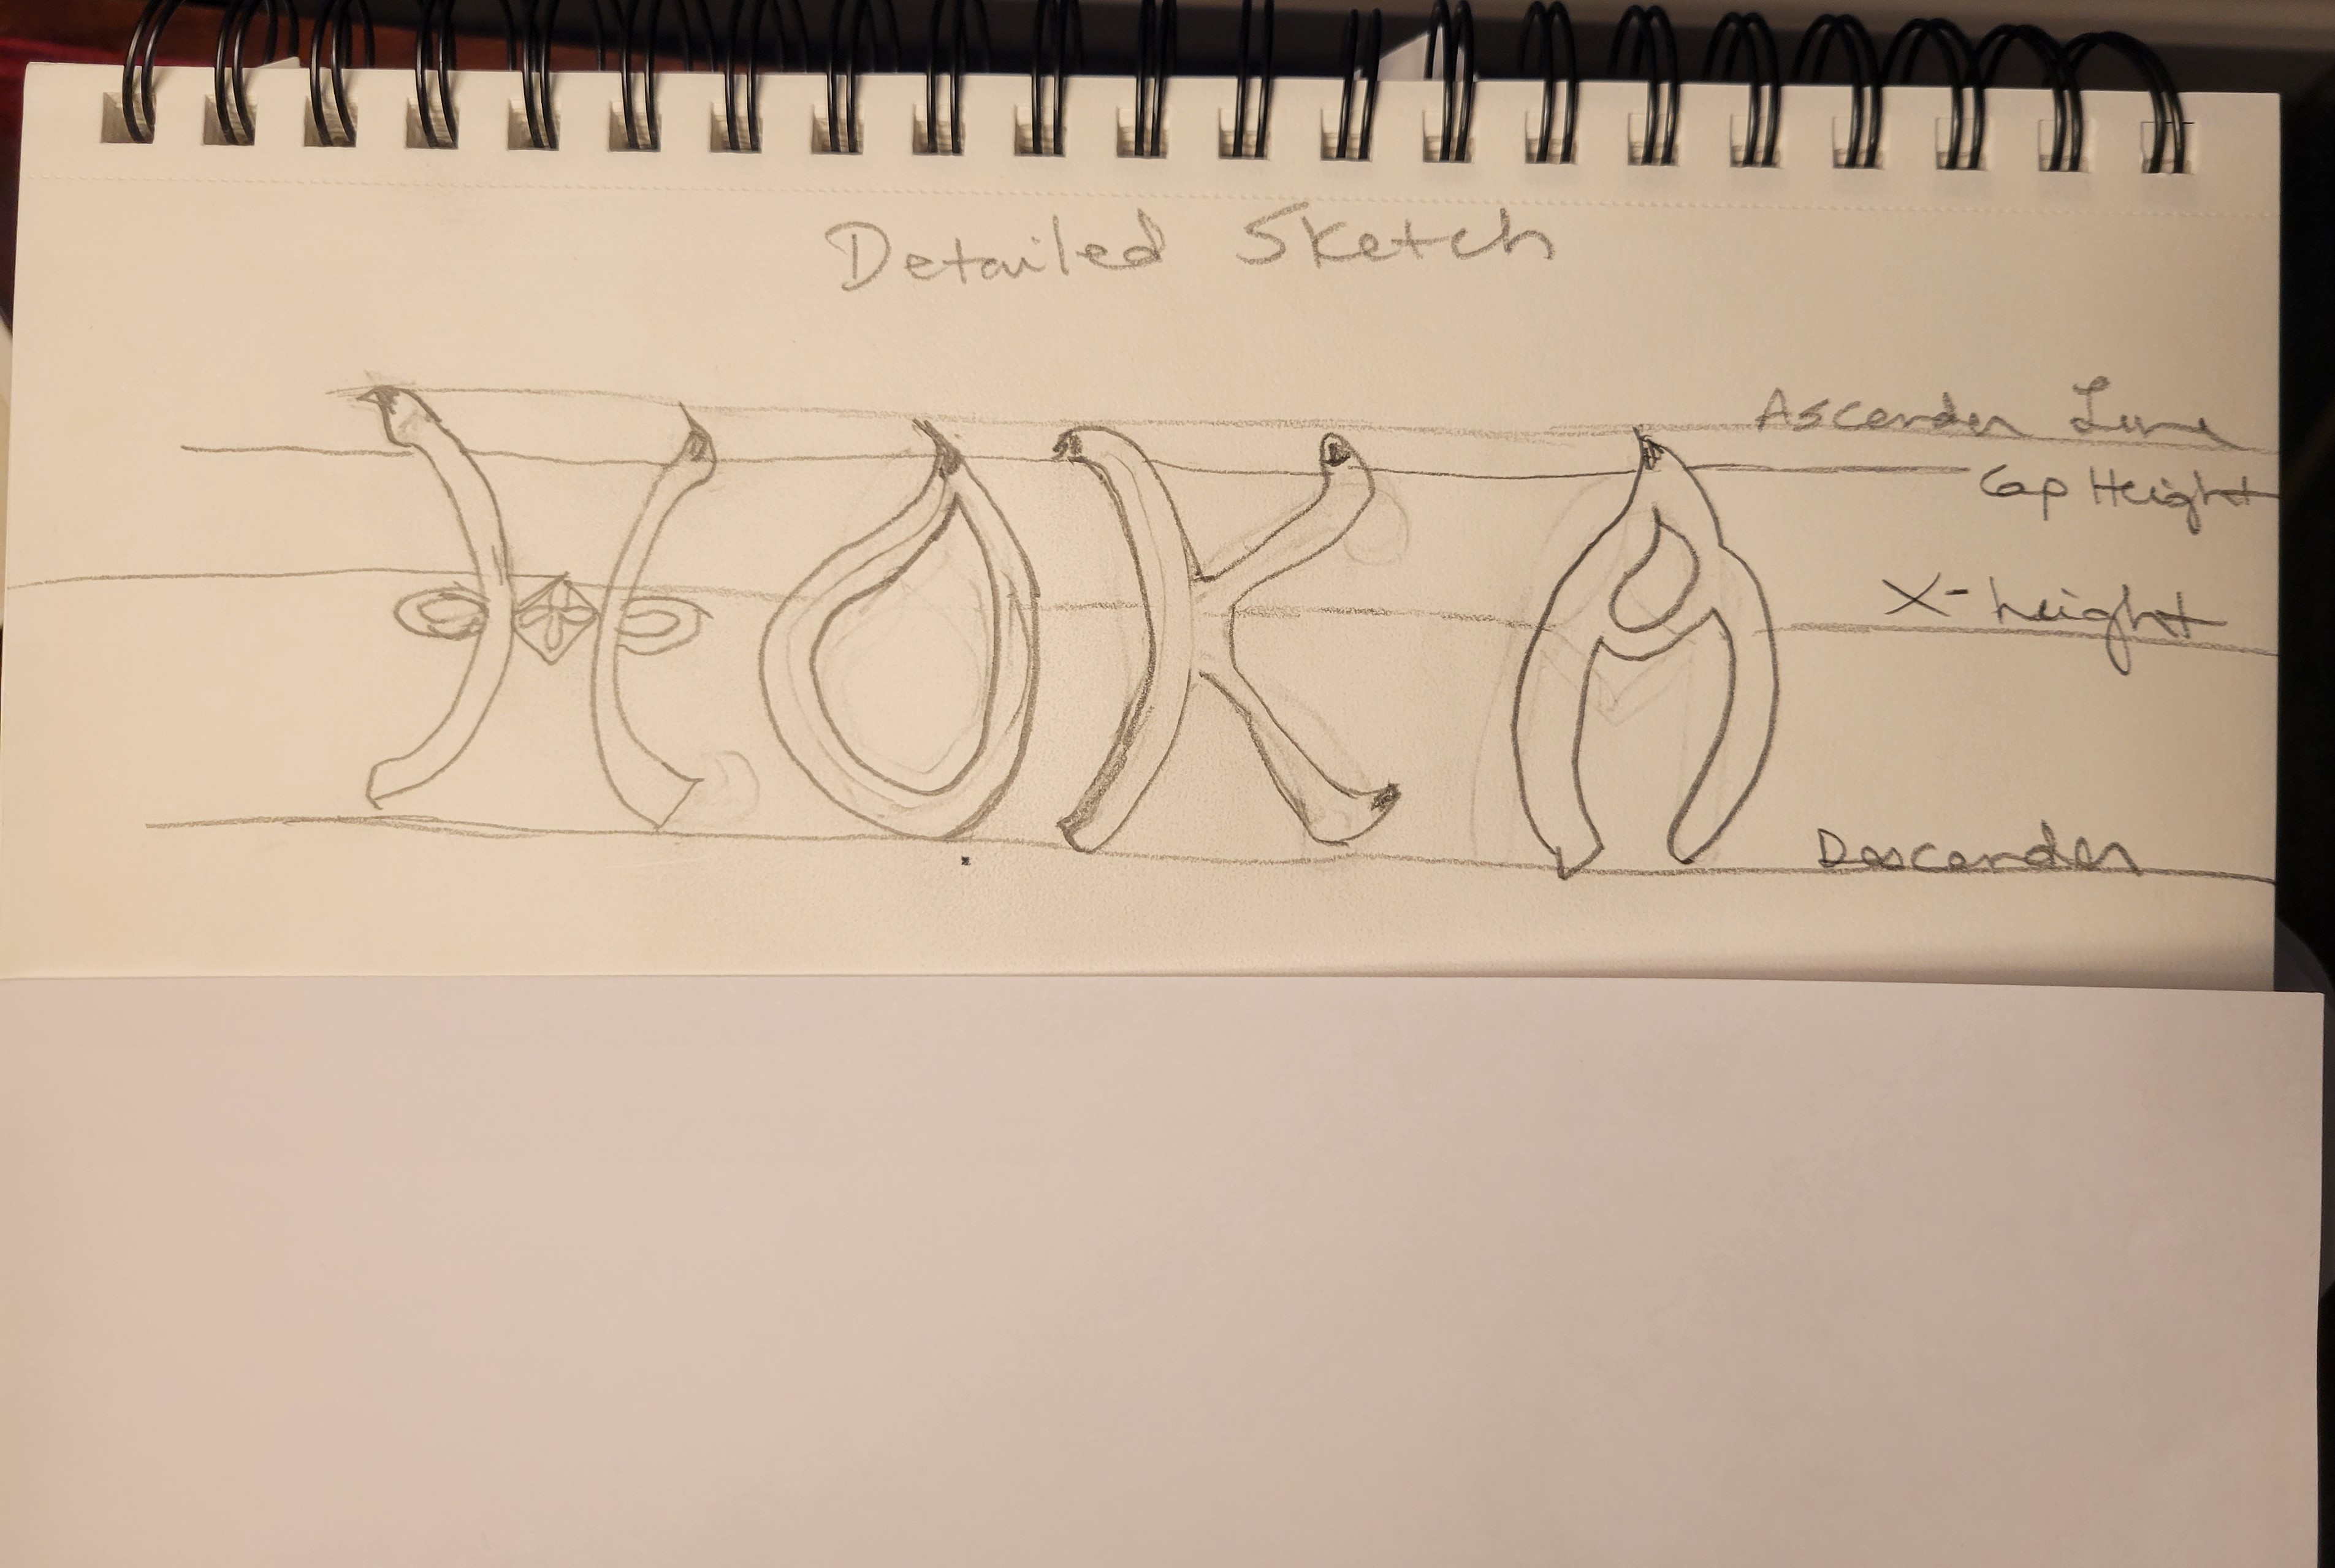 Detailed Sketch
Ascender Line
Cap Height
X-height
HOKA
Descender